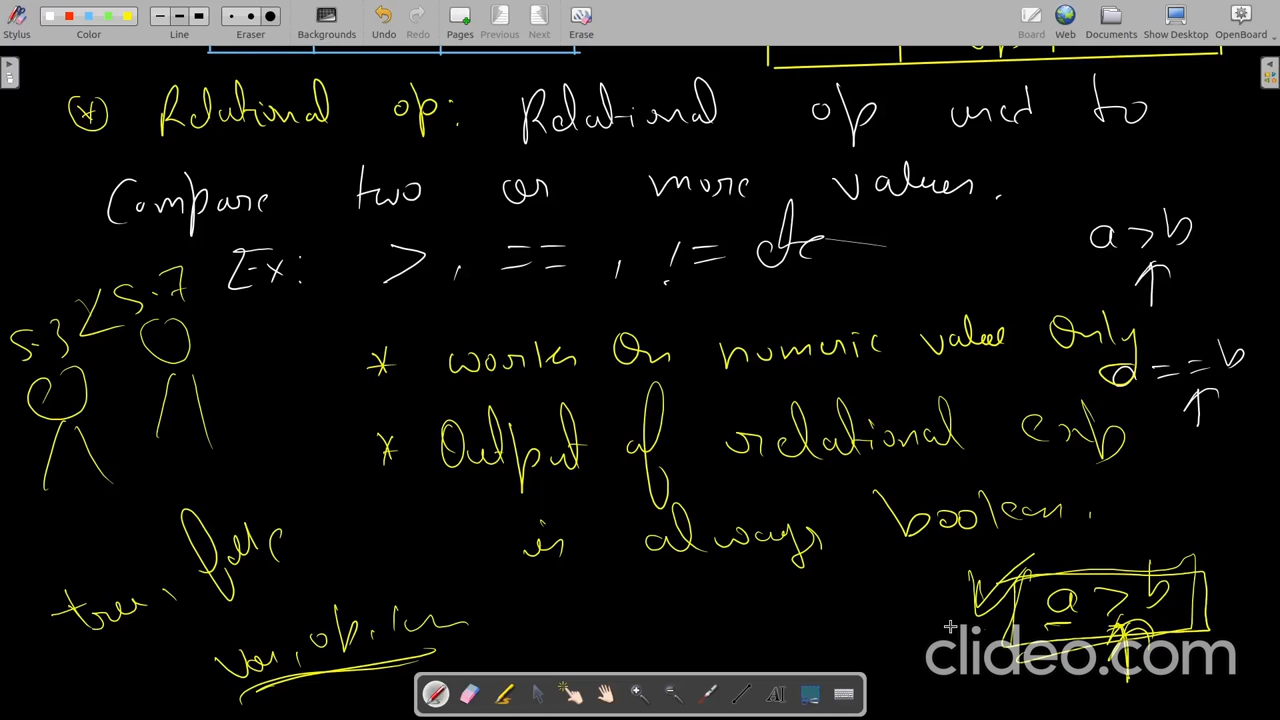 Stylus Color Line Eraser Backgrounds Undo Redo Pages Previous Next Erase Board Web Documents Show Desktop OpenBoard
* Relational op: Relational op used to
Compare two or more values.
Ex: >, ==, !=
a > b
5.3 < 5.7
* works on numeric value Only
a == b
* Output of relational exp
is always boolean.
true, false
a > b
var, op,
clideo.com